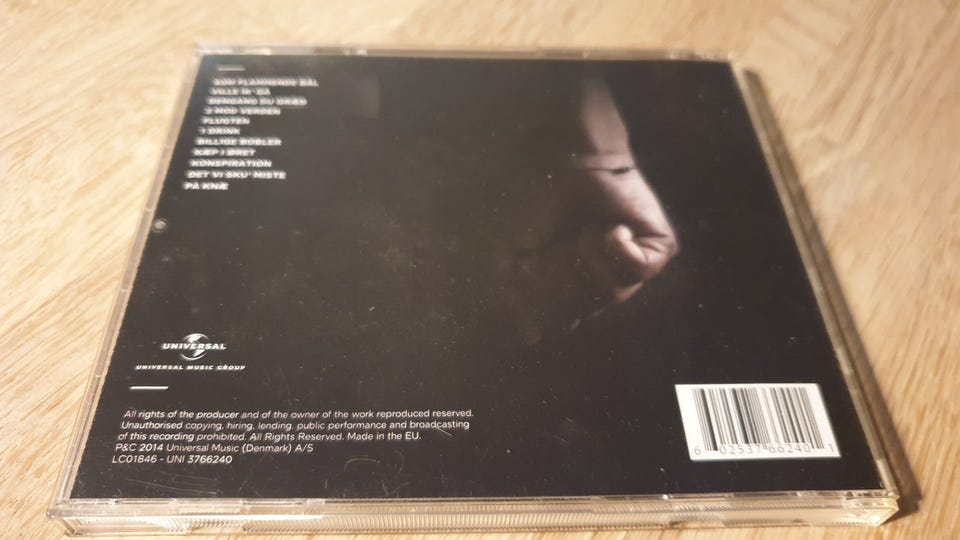 SOM FLAMMENDE BÅL
VILLE IK' DA
DENGANG DU GRÆD
2 MOD VERDEN
FLUGTEN
1 DRINK
BILLIGE BOBLER
KÆP I ØRET
KONSPIRATION
DET VI SKU' MISTE
PÅ KNÆ
UNIVERSAL
UNIVERSAL MUSIC GROUP
All rights of the producer and of the owner of the work reproduced reserved.
Unauthorised copying, hiring, lending, public performance and broadcasting
of this recording prohibited. All Rights Reserved. Made in the EU.
P&C 2014 Universal Music (Denmark) A/S
LC01846 - UNI 3766240
6 02537 66240 1